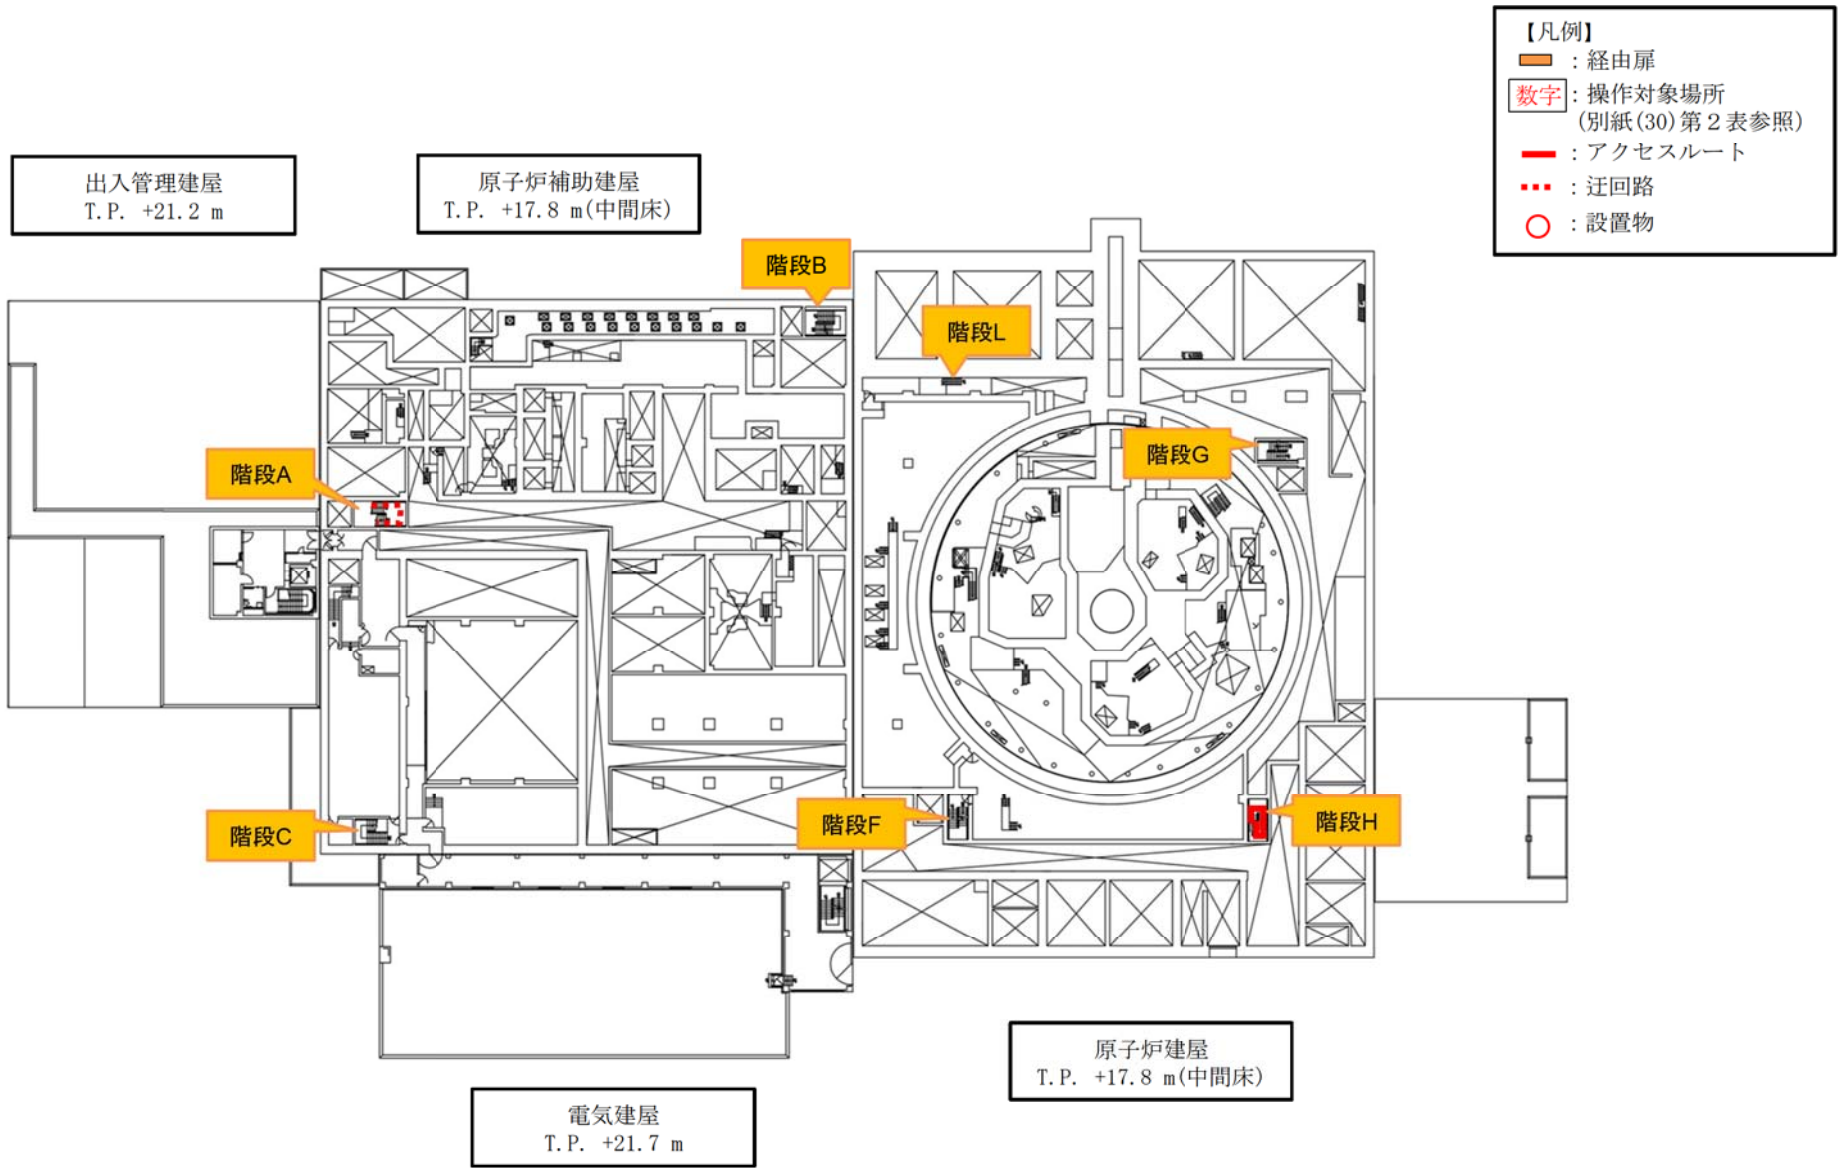 【凡例】
：経由扉
数字：操作対象場所
(別紙(30)第２表参照)
：アクセスルート
：迂回路
：設置物
出入管理建屋
T.P. +21.2 m
原子炉補助建屋
T.P. +17.8 m(中間床)
階段B
階段L
階段G
階段A
階段C
階段F
階段H
原子炉建屋
T.P. +17.8 m(中間床)
電気建屋
T.P. +21.7 m